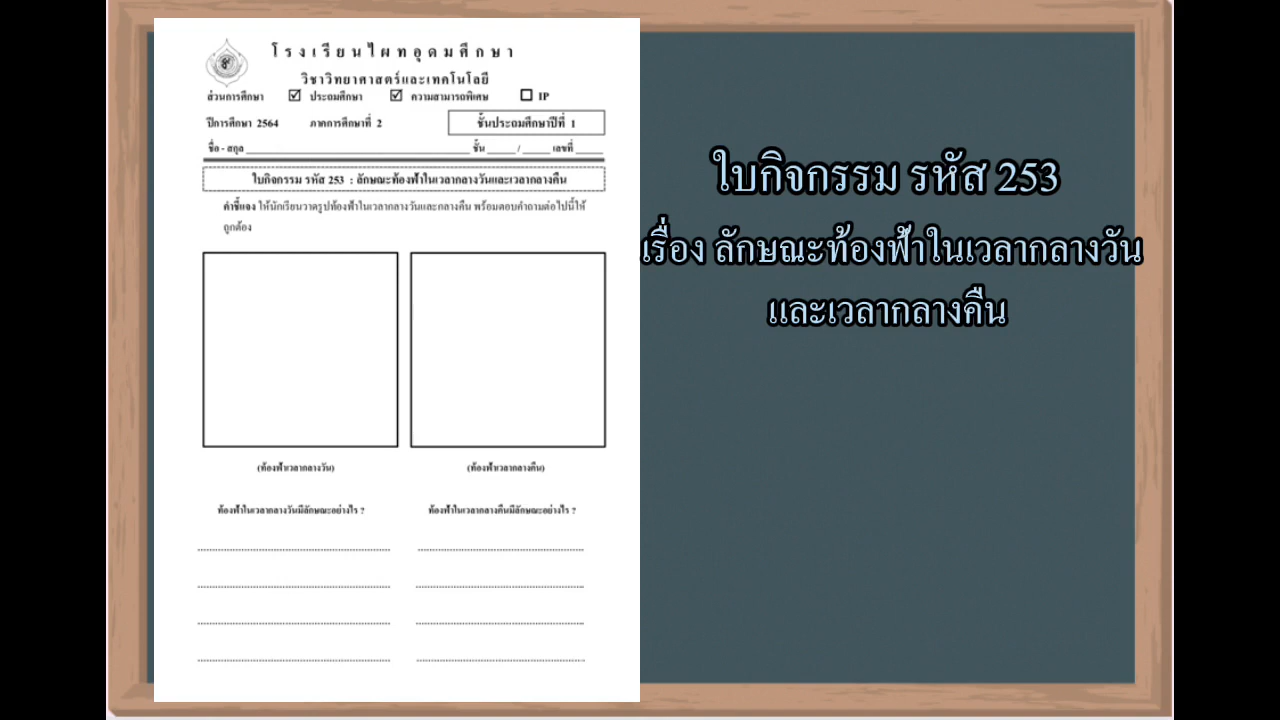 โรงเรียนไผทอุดมศึกษา
วิชาวิทยาศาสตร์และเทคโนโลยี
ส่วนการศึกษา ☑ ประถมศึกษา ☑ ความสามารถพิเศษ ☐ IP
ปีการศึกษา 2564 ภาคการศึกษาที่ 2 ชั้นประถมศึกษาปีที่ 1
ชื่อ - สกุล ______ ชั้น _____ / _____ เลขที่ _____
ใบกิจกรรม รหัส 253 : ลักษณะท้องฟ้าในเวลากลางวันและเวลากลางคืน
คำชี้แจง ให้นักเรียนวาดรูปท้องฟ้าในเวลากลางวันและกลางคืน พร้อมตอบคำถามต่อไปนี้ให้
ถูกต้อง
(ท้องฟ้าเวลากลางวัน) (ท้องฟ้าเวลากลางคืน)
ท้องฟ้าในเวลากลางวันมีลักษณะอย่างไร ? ท้องฟ้าในเวลากลางคืนมีลักษณะอย่างไร ?
ใบกิจกรรม รหัส 253
เรื่อง ลักษณะท้องฟ้าในเวลากลางวัน
และเวลากลางคืน